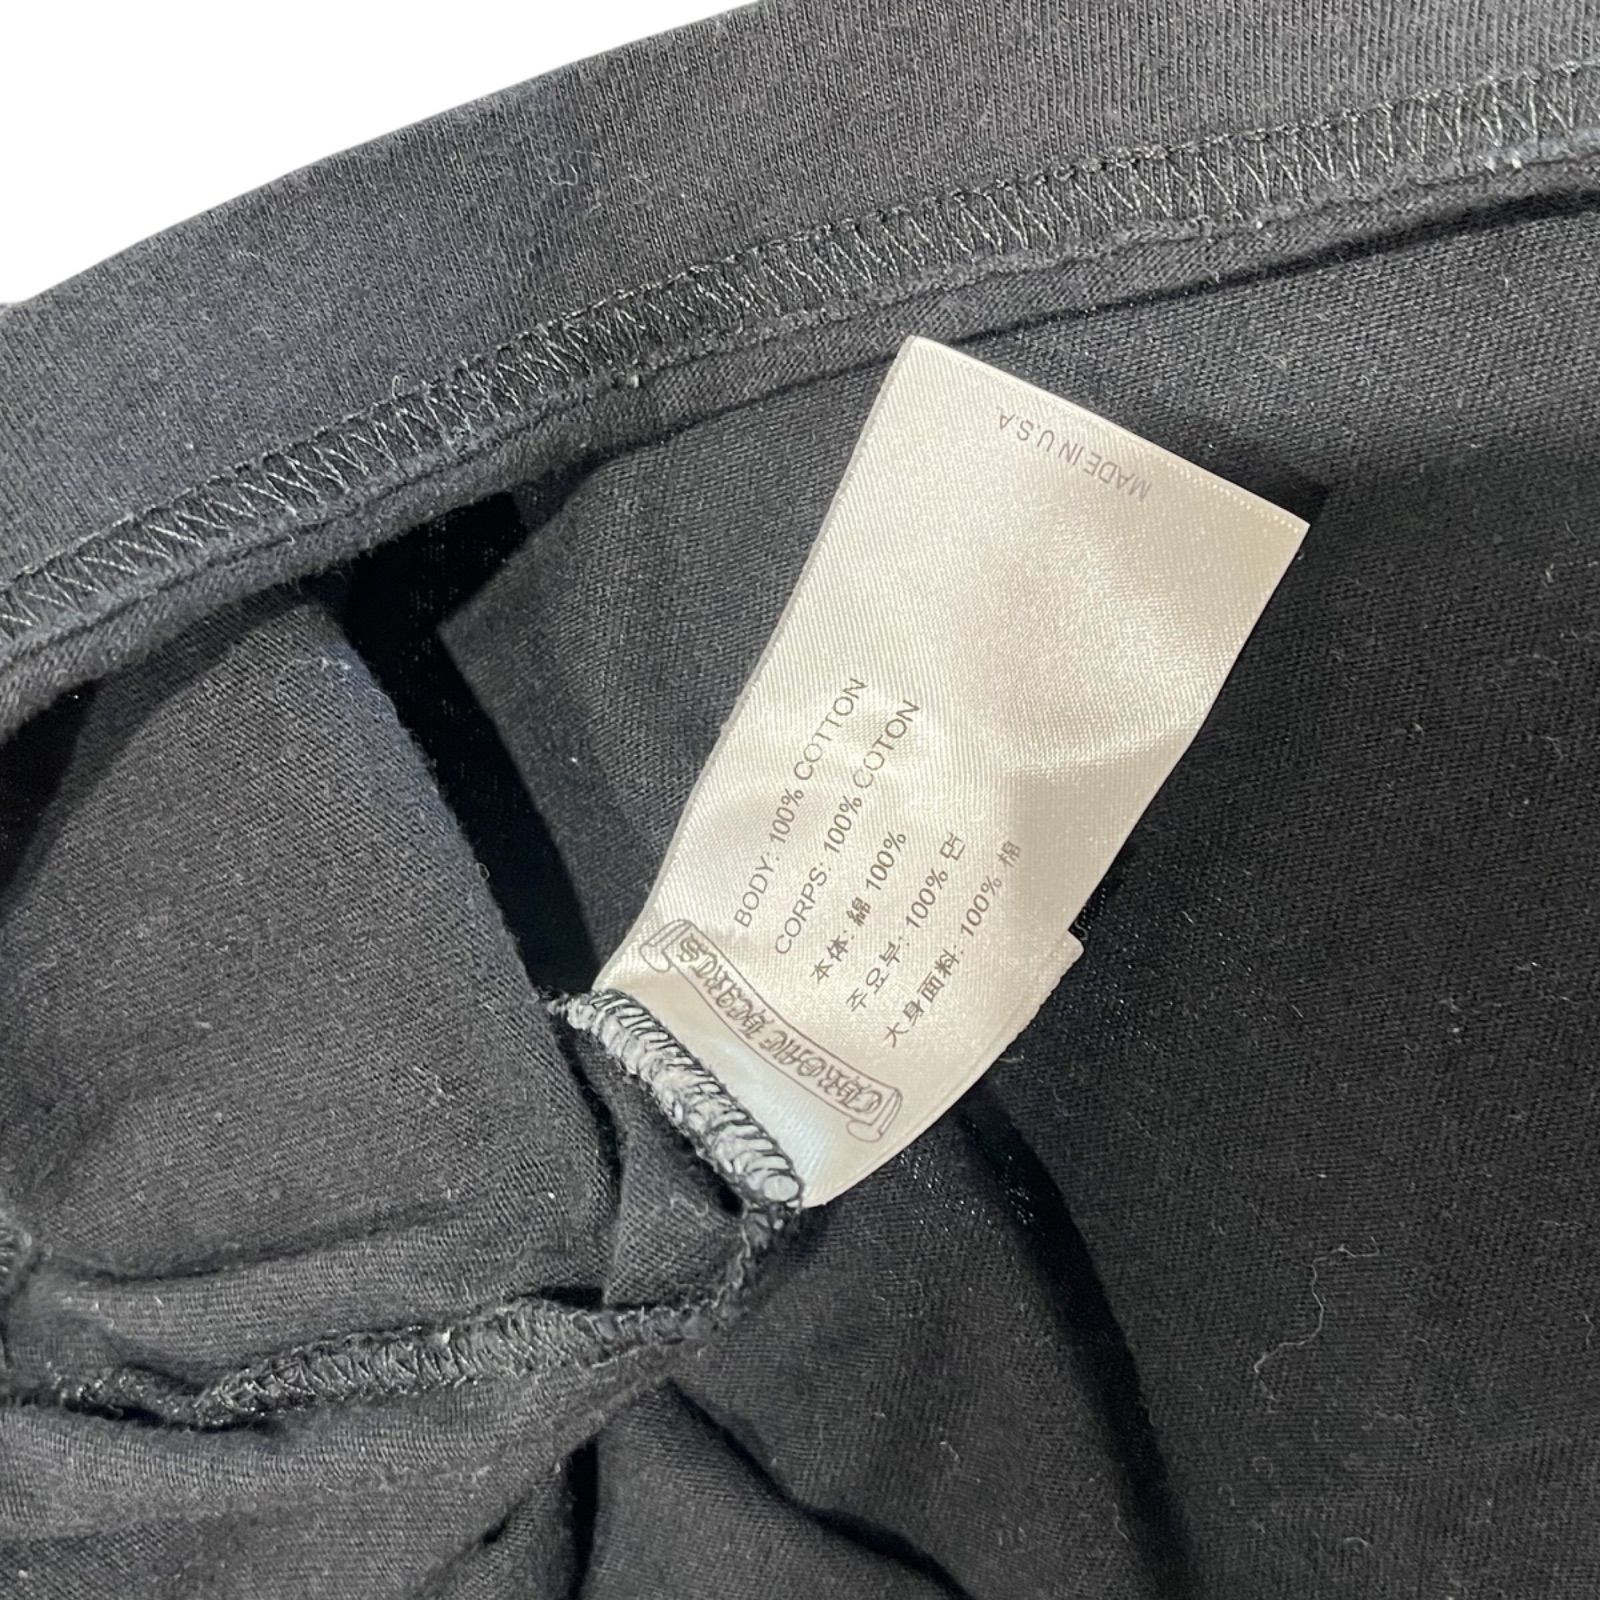 CHROME HEARTS
BODY: 100% COTTON
CORPS: 100% COTON
本体: 綿 100%
주요부: 100% 면
大身面料: 100% 棉
MADE IN U.S.A